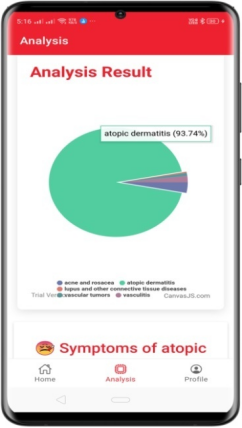 5:16
Analysis
Analysis Result
atopic dermatitis (93.74%)
acne and rosacea atopic dermatitis
lupus and other connective tissue diseases
vascular tumors vasculitis
Trial CanvasJS.com
Symptoms of atopic
Home Analysis Profile